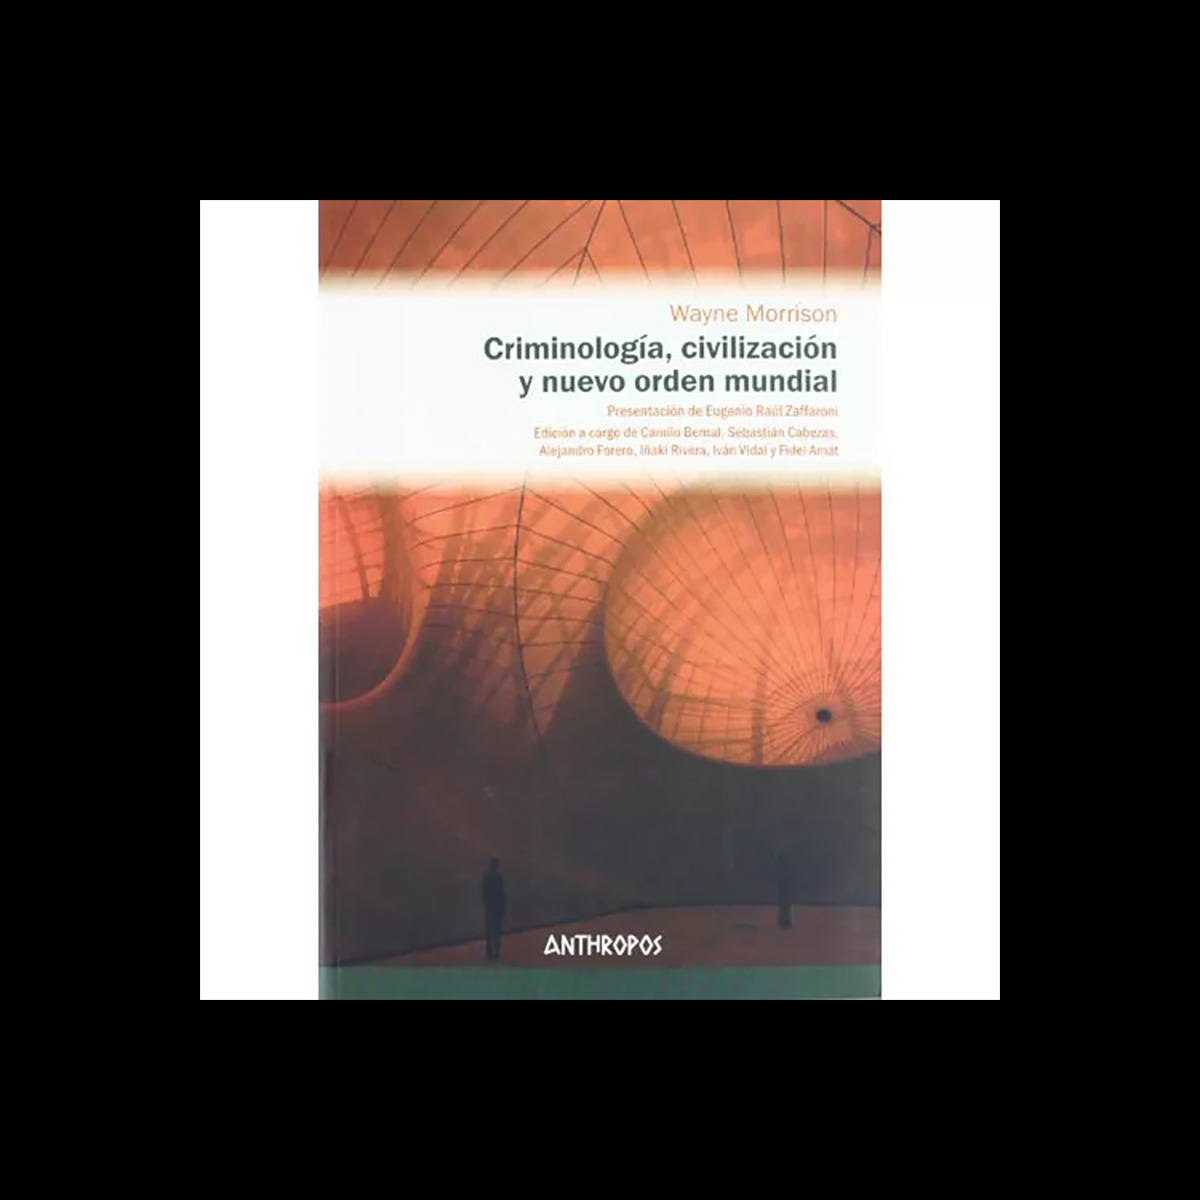 Wayne Morrison
Criminología, civilización
y nuevo orden mundial
Presentación de Eugenio Raúl Zaffaroni
Edición a cargo de Camilo Bernal, Sebastián Cabezas,
Alejandro Forero, Iñaki Rivera, Iván Vidal y Fidel Amat
ANTHROPOS